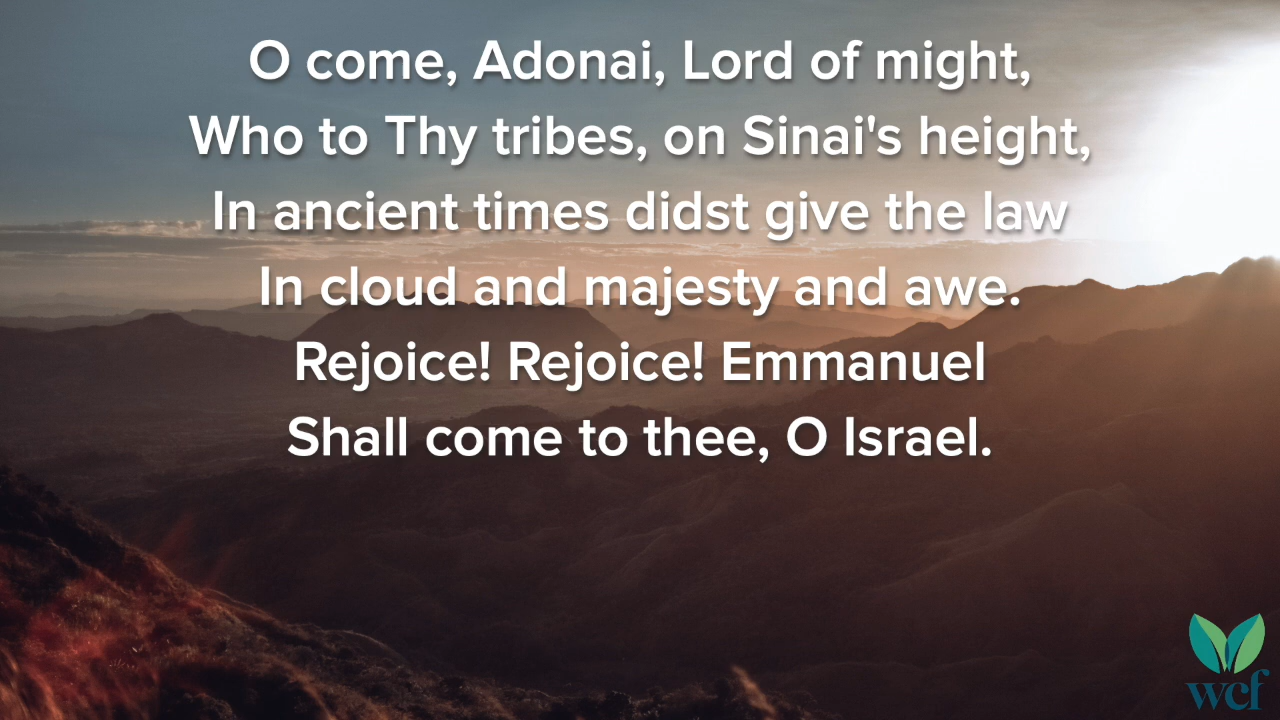 O come, Adonai, Lord of might,
Who to Thy tribes, on Sinai's height,
In ancient times didst give the law
In cloud and majesty and awe.
Rejoice! Rejoice! Emmanuel
Shall come to thee, O Israel.
wcf